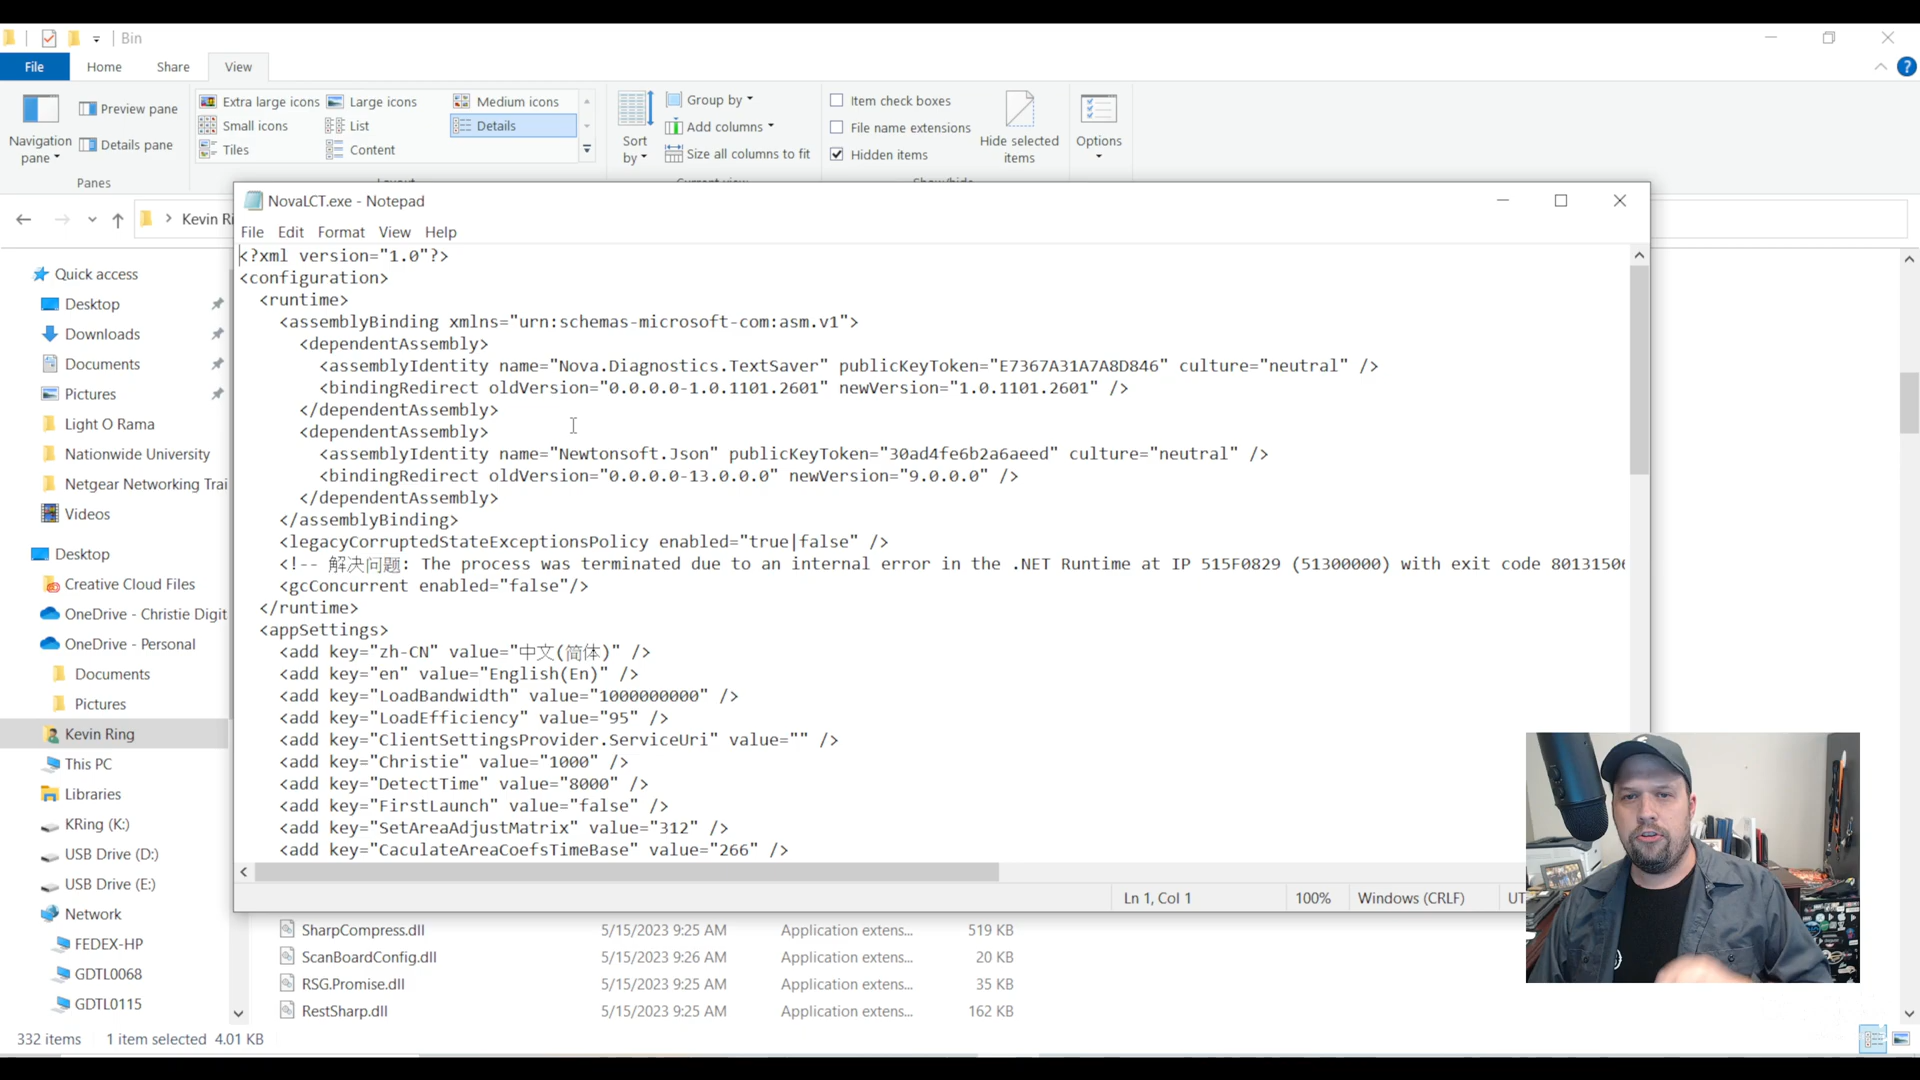 Bin
File Home Share View
Navigation pane
Preview pane
Details pane
Panes
Extra large icons Large icons Medium icons
Small icons List Details
Tiles Content
Sort by
Group by
Add columns
Size all columns to fit
Item check boxes
File name extensions
Hidden items
Hide selected items
Options
Kevin Ri
NovaLCT.exe - Notepad
File Edit Format View Help
<?xml version="1.0"?>
<configuration>
<runtime>
<assemblyBinding xmlns="urn:schemas-microsoft-com:asm.v1">
<dependentAssembly>
<assemblyIdentity name="Nova.Diagnostics.TextSaver" publicKeyToken="E7367A31A7A8D846" culture="neutral" />
<bindingRedirect oldVersion="0.0.0.0-1.0.1101.2601" newVersion="1.0.1101.2601" />
</dependentAssembly>
<dependentAssembly>
<assemblyIdentity name="Newtonsoft.Json" publicKeyToken="30ad4fe6b2a6aeed" culture="neutral" />
<bindingRedirect oldVersion="0.0.0.0-13.0.0.0" newVersion="9.0.0.0" />
</dependentAssembly>
</assemblyBinding>
<legacyCorruptedStateExceptionsPolicy enabled="true|false" />
<!-- 解决问题: The process was terminated due to an internal error in the .NET Runtime at IP 515F0829 (51300000) with exit code 80131506
<gcConcurrent enabled="false"/>
</runtime>
<appSettings>
<add key="zh-CN" value="中文(简体)" />
<add key="en" value="English(En)" />
<add key="LoadBandwidth" value="1000000000" />
<add key="LoadEfficiency" value="95" />
<add key="ClientSettingsProvider.ServiceUri" value="" />
<add key="Christie" value="1000" />
<add key="DetectTime" value="8000" />
<add key="FirstLaunch" value="false" />
<add key="SetAreaAdjustMatrix" value="312" />
<add key="CaculateAreaCoefsTimeBase" value="266" />
Ln 1, Col 1 100% Windows (CRLF) UT
Quick access
Desktop
Downloads
Documents
Pictures
Light O Rama
Nationwide University
Netgear Networking Trai
Videos
Desktop
Creative Cloud Files
OneDrive - Christie Digit
OneDrive - Personal
Documents
Pictures
Kevin Ring
This PC
Libraries
KRing (K:)
USB Drive (D:)
USB Drive (E:)
Network
FEDEX-HP
GDTL0068
GDTL0115
SharpCompress.dll 5/15/2023 9:25 AM Application extens... 519 KB
ScanBoardConfig.dll 5/15/2023 9:26 AM Application extens... 20 KB
RSG.Promise.dll 5/15/2023 9:25 AM Application extens... 35 KB
RestSharp.dll 5/15/2023 9:25 AM Application extens... 162 KB
332 items 1 item selected 4.01 KB